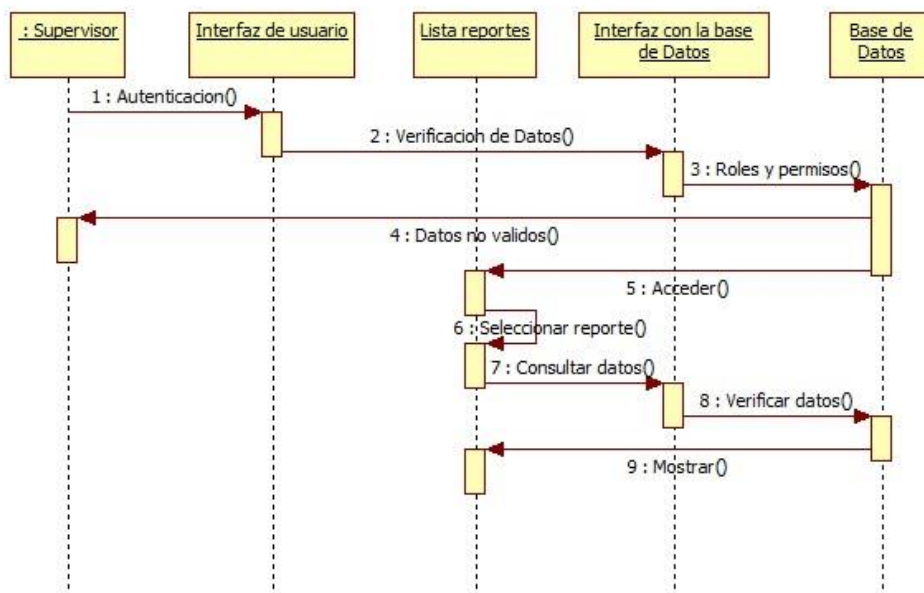 : Supervisor
Interfaz de usuario
Lista reportes
Interfaz con la base
de Datos
Base de
Datos
1 : Autenticacion()
2 : Verificacion de Datos()
3 : Roles y permisos()
4 : Datos no validos()
5 : Acceder()
6 : Seleccionar reporte()
7 : Consultar datos()
8 : Verificar datos()
9 : Mostrar()